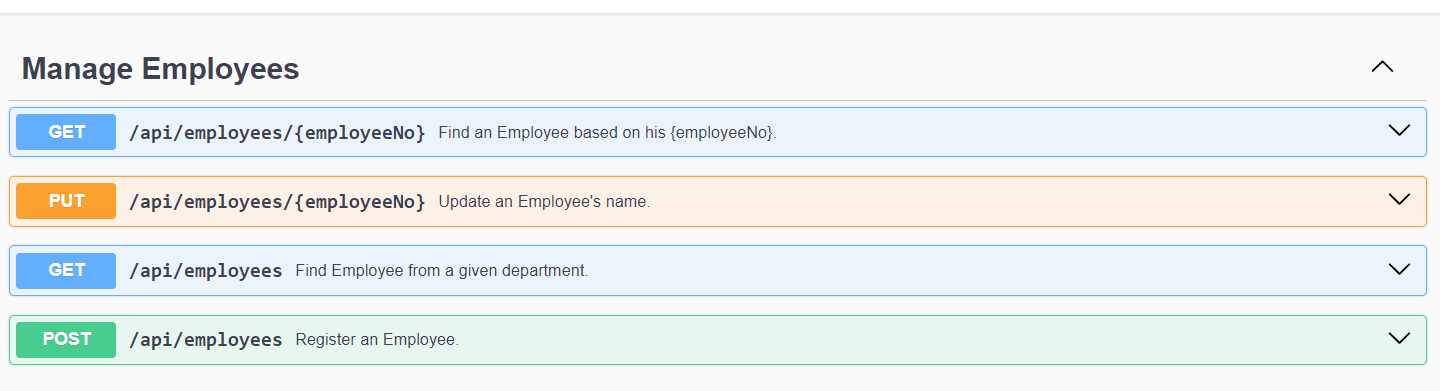 Manage Employees
GET /api/employees/{employeeNo} Find an Employee based on his {employeeNo}.
PUT /api/employees/{employeeNo} Update an Employee's name.
GET /api/employees Find Employee from a given department.
POST /api/employees Register an Employee.